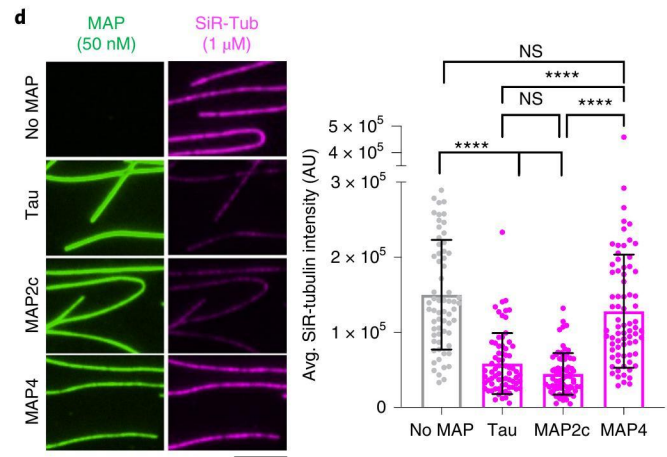 d
MAP
(50 nM)
SiR-Tub
(1 μM)
No MAP
Tau
MAP2c
MAP4
NS
****
NS
****
****
Avg. SiR-tubulin intensity (AU)
5 × 10⁵
4 × 10⁵
3 × 10⁵
2 × 10⁵
1 × 10⁵
0
No MAP Tau MAP2c MAP4